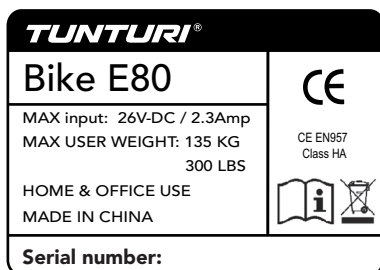 TUNTURI®
Bike E80
MAX input: 26V-DC / 2.3Amp
MAX USER WEIGHT: 135 KG
300 LBS
HOME & OFFICE USE
MADE IN CHINA
CE
CE EN957
Class HA
i
Serial number: